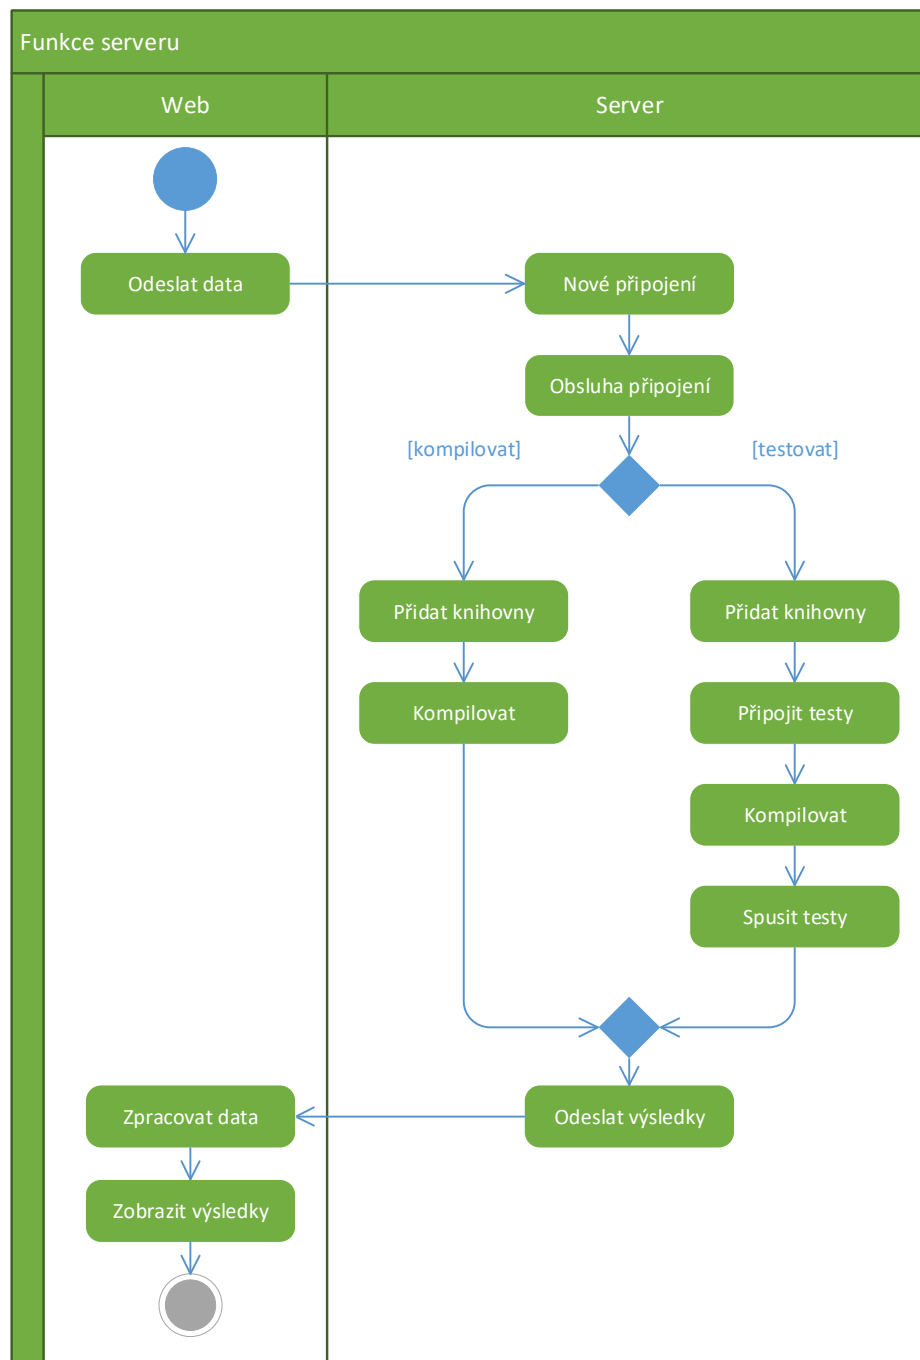 Funkce serveru
Web
Server
Odeslat data
Nové připojení
Obsluha připojení
[kompilovat]
[testovat]
Přidat knihovny
Přidat knihovny
Kompilovat
Připojit testy
Kompilovat
Spusit testy
Zpracovat data
Odeslat výsledky
Zobrazit výsledky